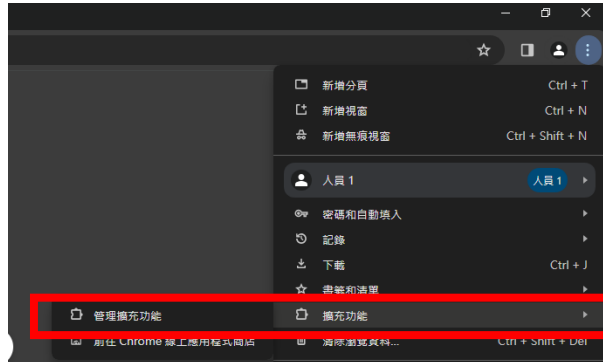 新增分頁 Ctrl + T
新增視窗 Ctrl + N
新增無痕視窗 Ctrl + Shift + N
人員 1 人員 1
密碼和自動填入
記錄
下載 Ctrl + J
書籤和清單
管理擴充功能 擴充功能
前往 Chrome 線上應用程式商店 清除瀏覽資料... Ctrl + Shift + Del